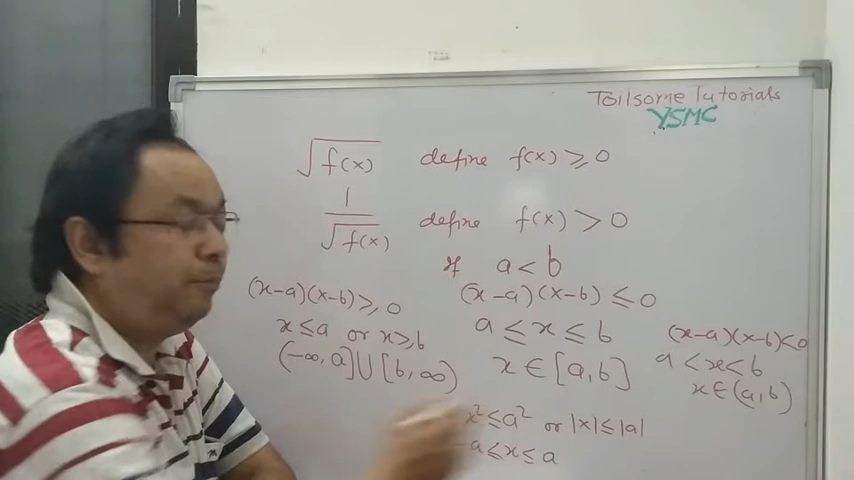 Toilsome Tutorials
YSMC
√f(x) define f(x) ≥ 0
1/√f(x) define f(x) > 0
If a < b
(x-a)(x-b) ≥, 0
x ≤ a or x ≥, b
(-∞, a] ∪ [b, ∞)
(x-a)(x-b) ≤ 0
a ≤ x ≤ b
x ∈ [a, b]
(x-a)(x-b) < 0
a < x < b
x ∈ (a, b)
x² ≤ a² or |x| ≤ |a|
-a ≤ x ≤ a